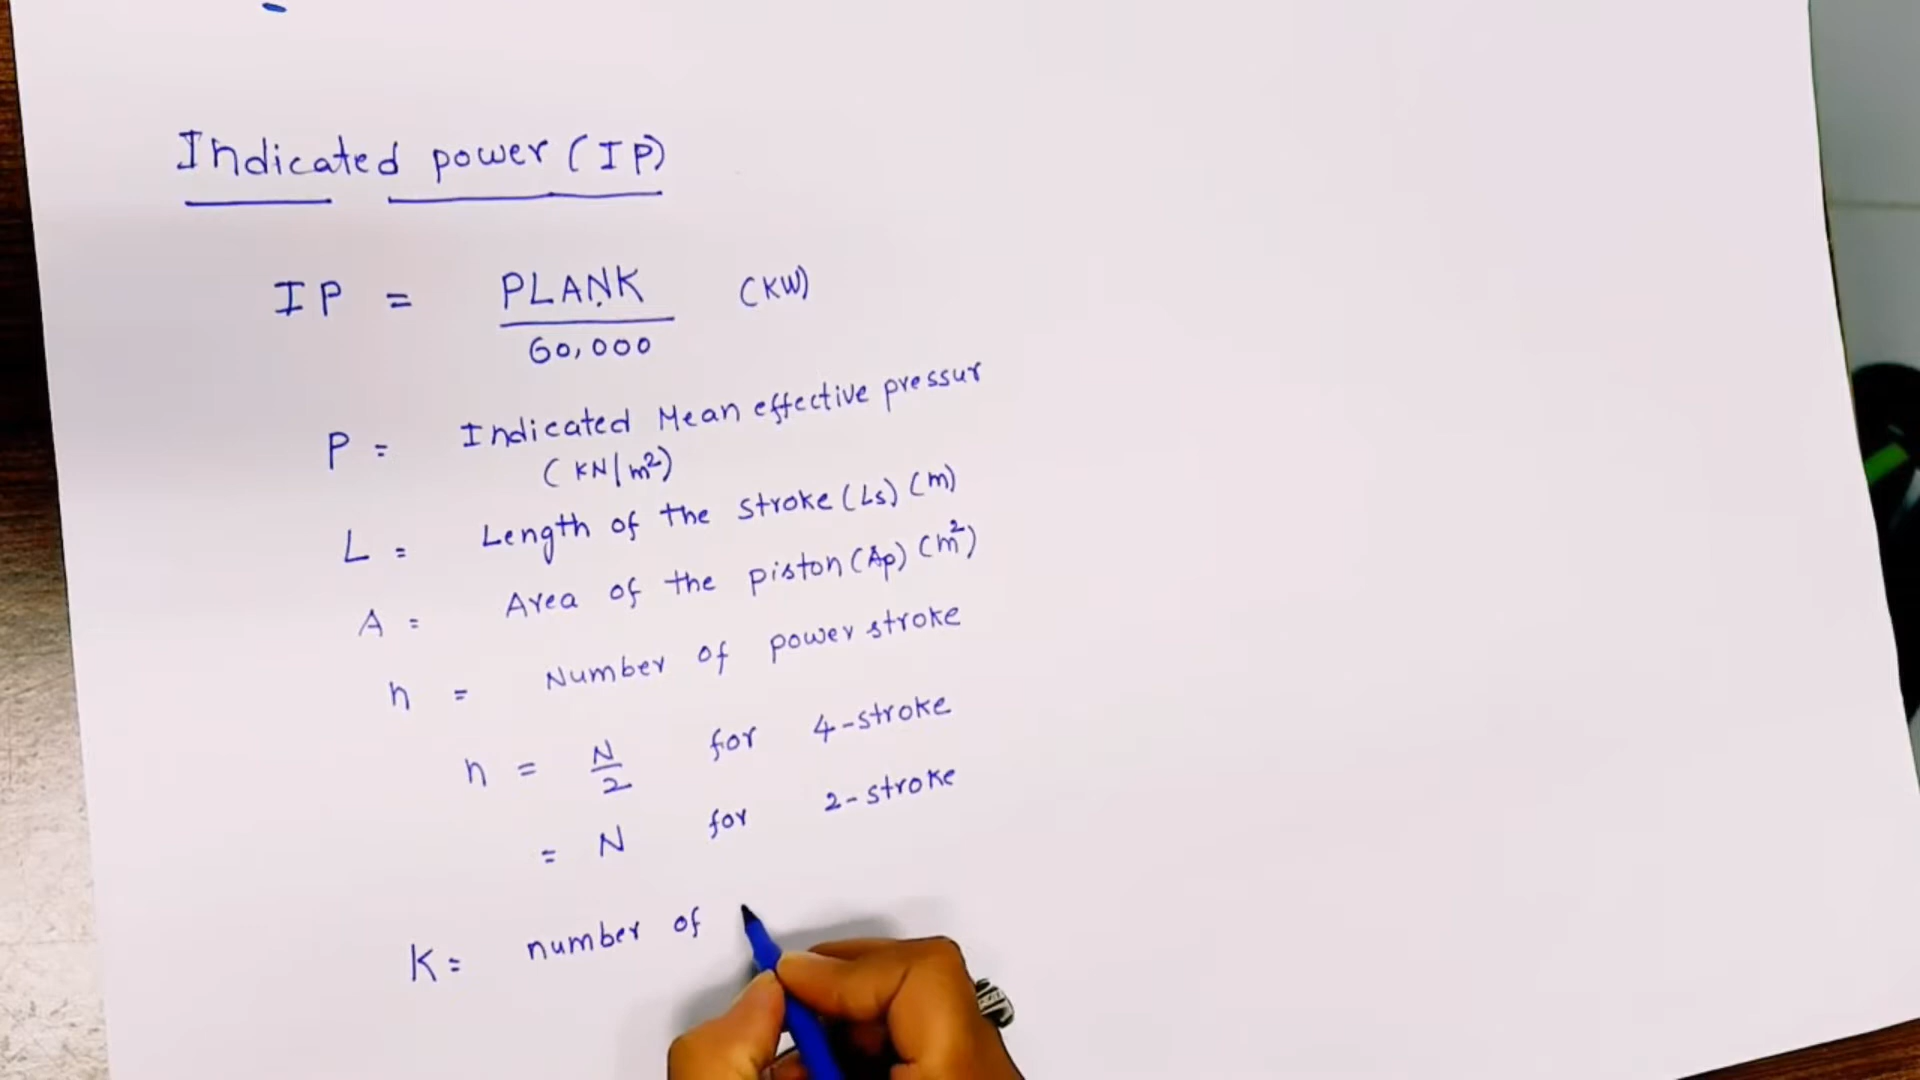 Indicated power (IP)
IP = PLANK / 60,000 (KW)
P = Indicated Mean effective pressur
(KN/m²)
L = Length of the stroke (Ls) (m)
A = Area of the piston (Ap) (m²)
n = Number of power stroke
n = N/2 for 4-stroke
= N for 2-stroke
K = number of